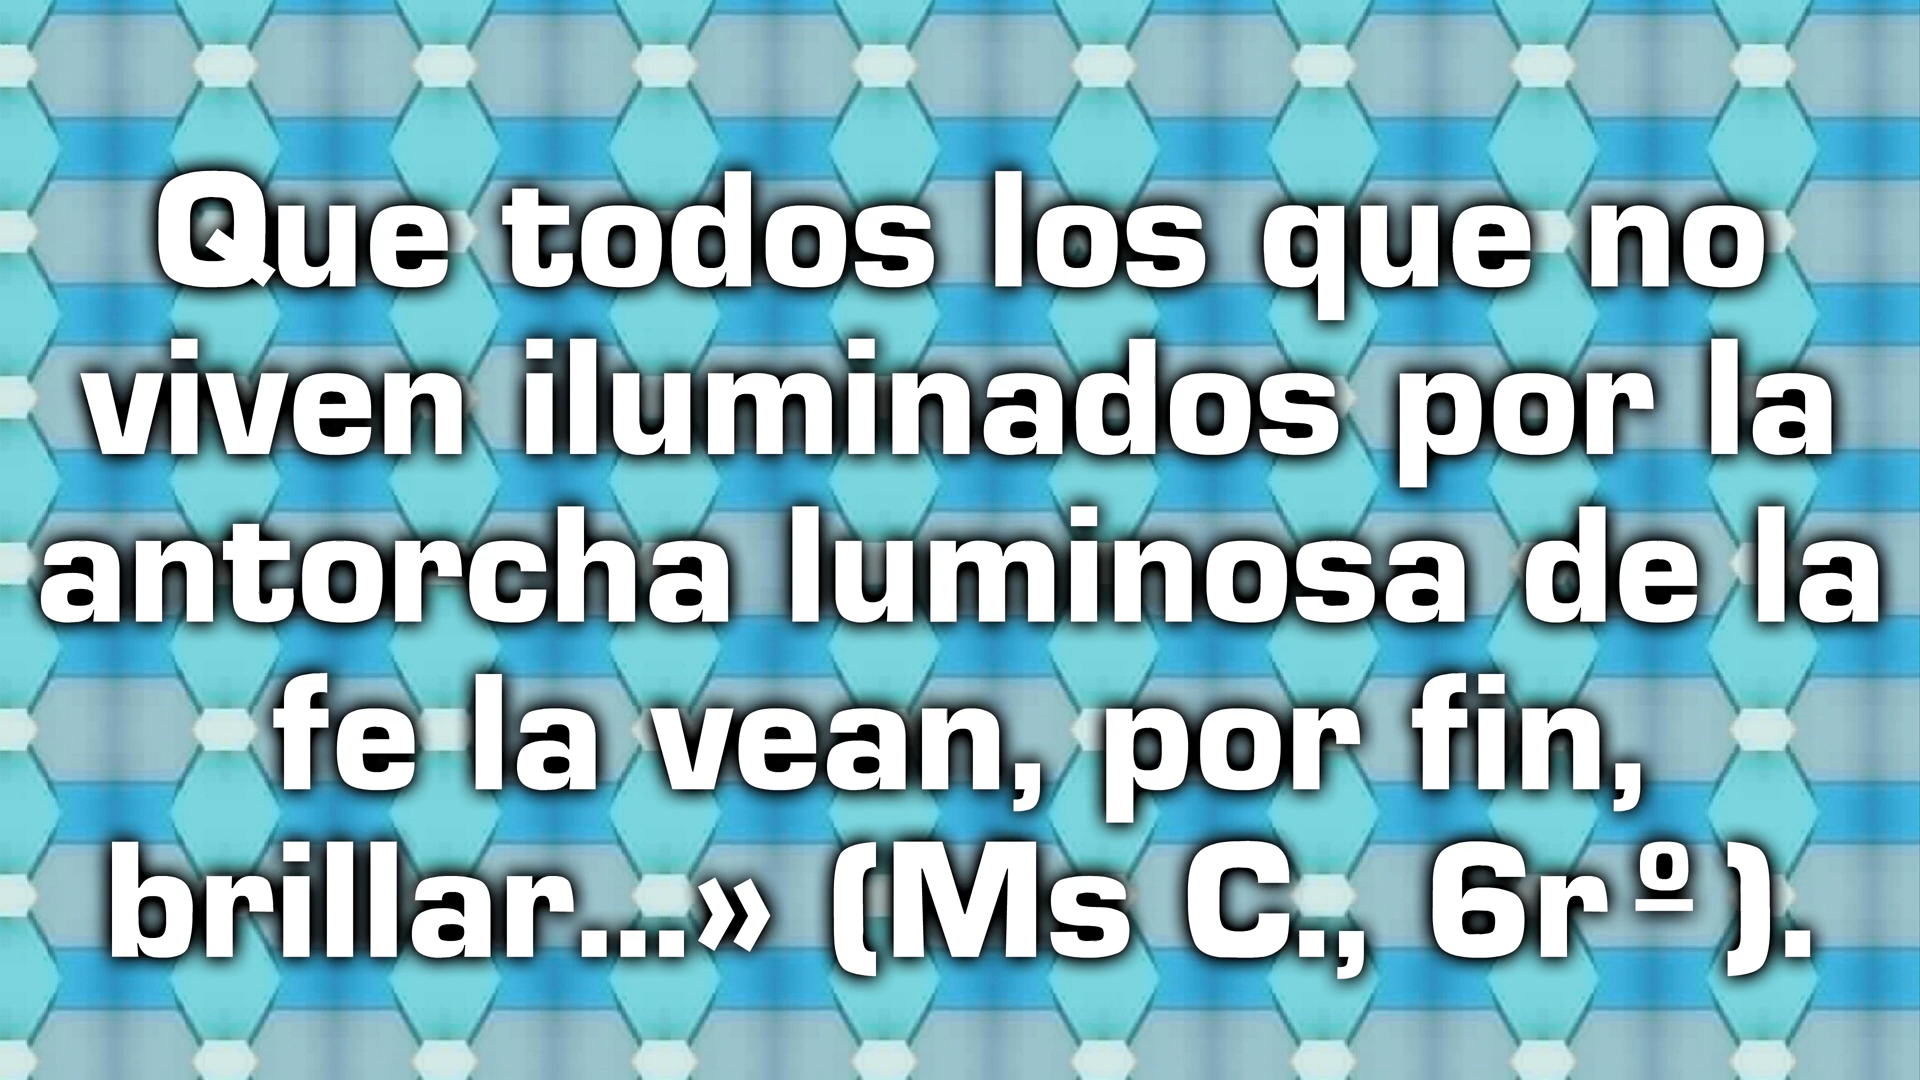 Que todos los que no
viven iluminados por la
antorcha luminosa de la
fe la vean, por fin,
brillar...» (Ms C., 6rº).